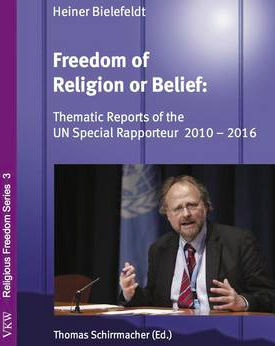 Heiner Bielefeldt
Freedom of
Religion or Belief:
Thematic Reports of the
UN Special Rapporteur 2010 – 2016
Religious Freedom Series 3
VKW
Thomas Schirrmacher (Ed.)